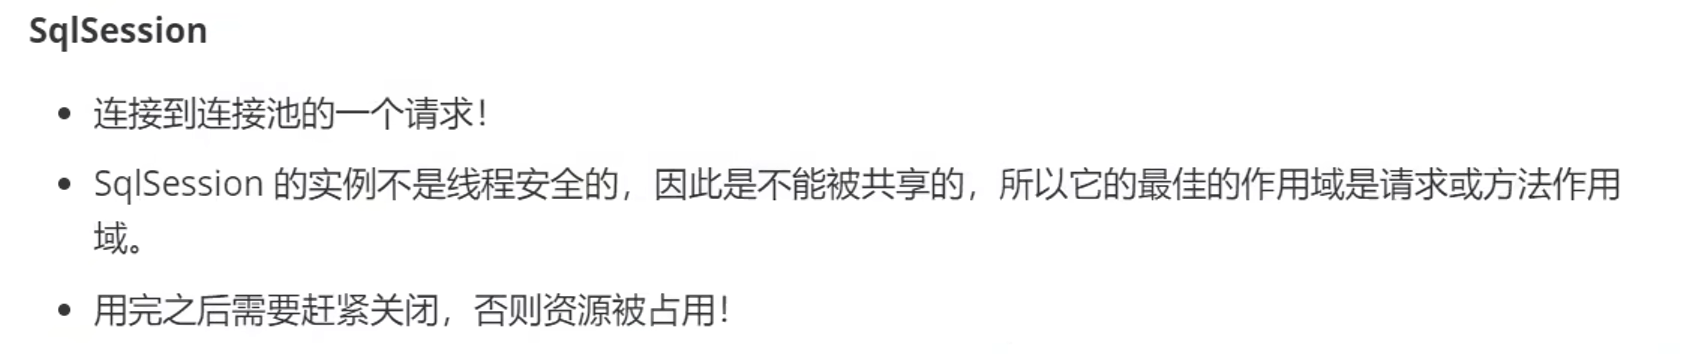 SqlSession
• 连接到连接池的一个请求！
• SqlSession 的实例不是线程安全的，因此是不能被共享的，所以它的最佳的作用域是请求或方法作用
域。
• 用完之后需要赶紧关闭，否则资源被占用！